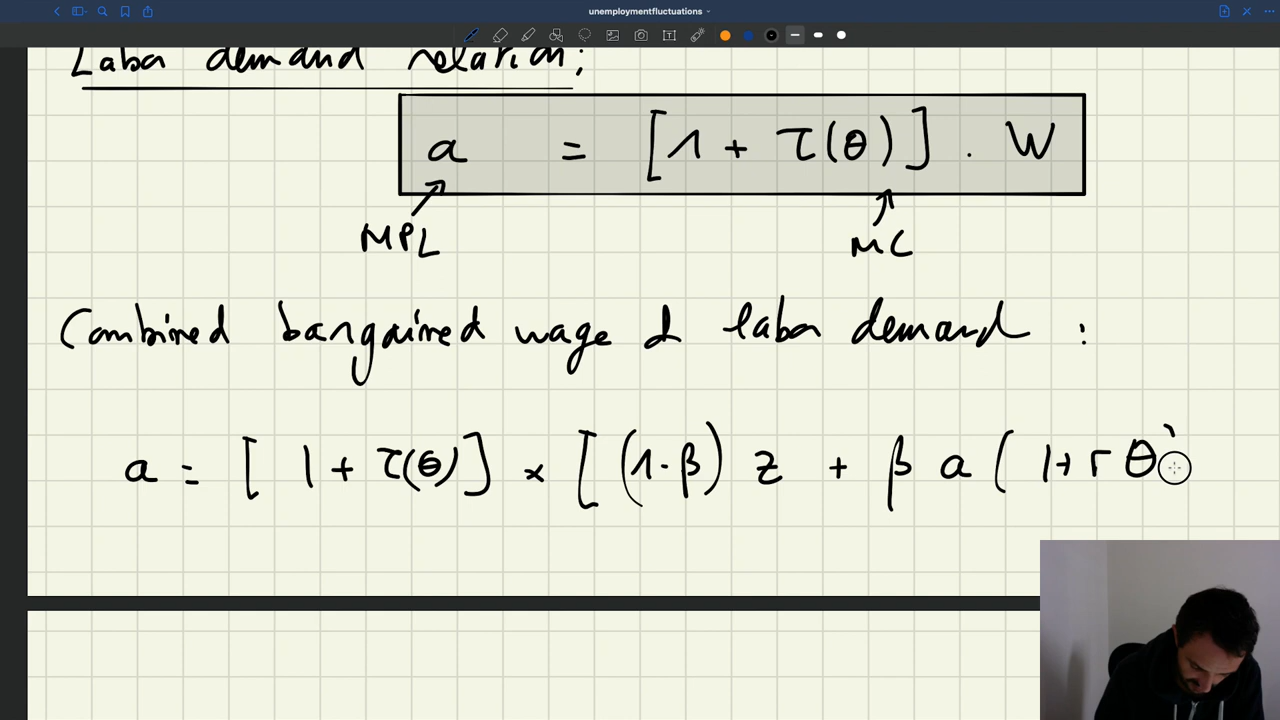 unemploymentfluctuations
Labor demand relation:
a = [1 + τ(θ)] · W
MPL MC
Combined bargained wage & labor demand :
a = [ 1 + τ(θ)] × [ (1-β) z + β a ( 1+ r θ)